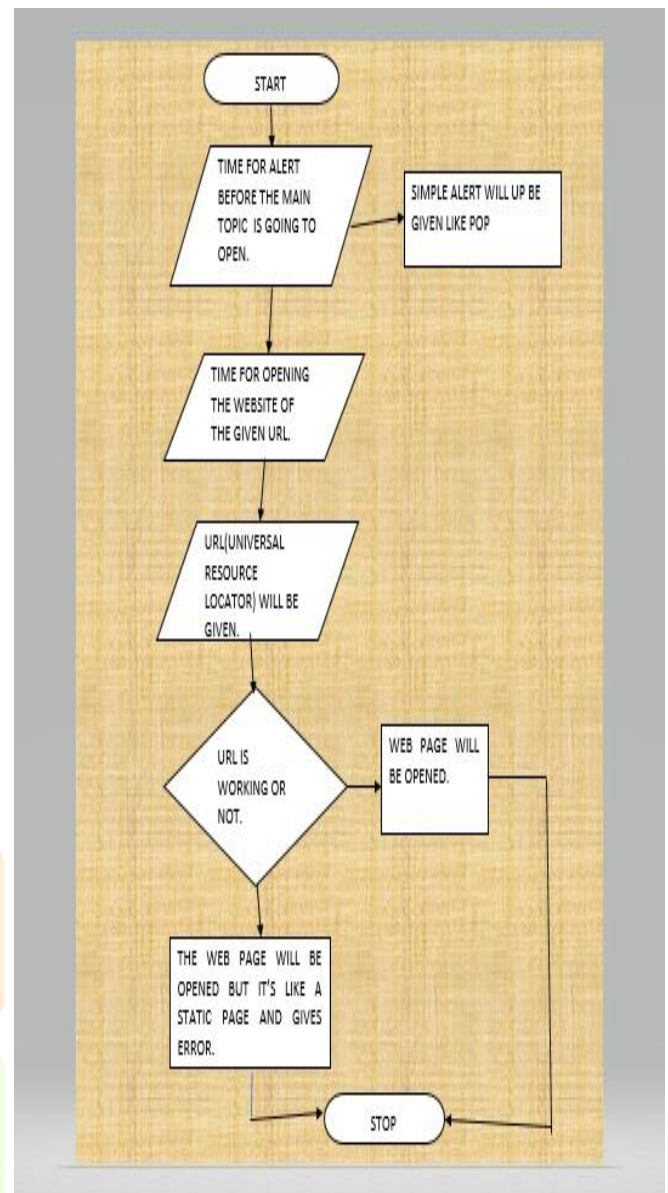 START
TIME FOR ALERT
BEFORE THE MAIN
TOPIC IS GOING TO
OPEN.
SIMPLE ALERT WILL UP BE
GIVEN LIKE POP
TIME FOR OPENING
THE WEBSITE OF
THE GIVEN URL.
URL(UNIVERSAL
RESOURCE
LOCATOR) WILL BE
GIVEN.
URL IS
WORKING OR
NOT.
WEB PAGE WILL
BE OPENED.
THE WEB PAGE WILL BE
OPENED BUT IT'S LIKE A
STATIC PAGE AND GIVES
ERROR.
STOP